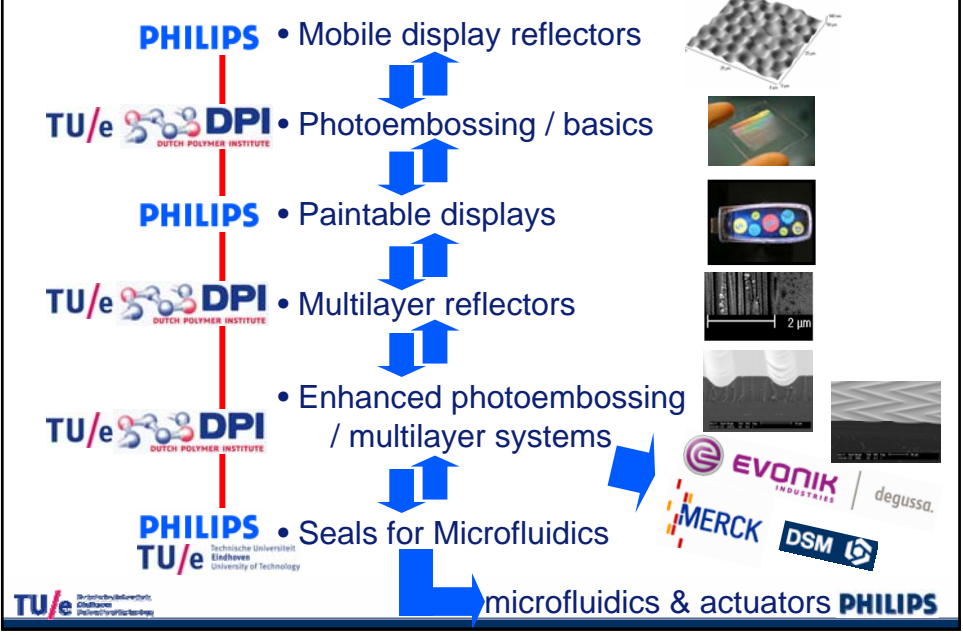 PHILIPS • Mobile display reflectors
TU/e DPI • Photoembossing / basics
DUTCH POLYMER INSTITUTE
PHILIPS • Paintable displays
TU/e DPI • Multilayer reflectors
DUTCH POLYMER INSTITUTE
2 µm
• Enhanced photoembossing
TU/e DPI / multilayer systems
DUTCH POLYMER INSTITUTE
EVONIK
INDUSTRIES
degussa.
MERCK
DSM
PHILIPS • Seals for Microfluidics
TU/e Technische Universiteit
Eindhoven
University of Technology
TU/e
microfluidics & actuators PHILIPS